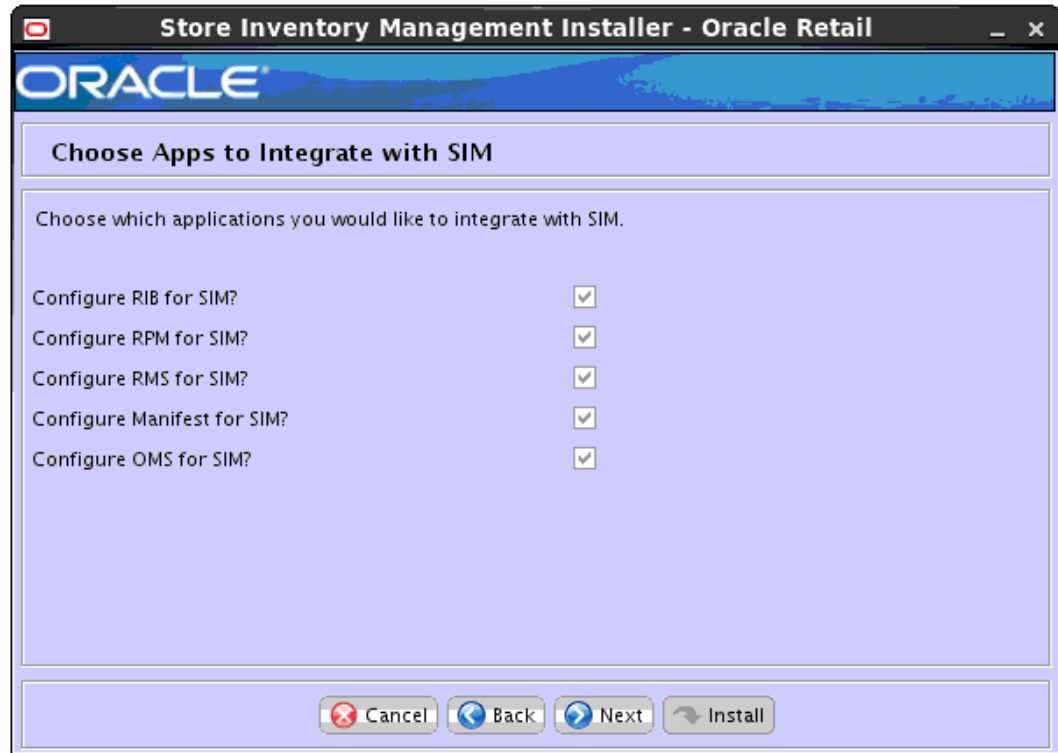 Store Inventory Management Installer - Oracle Retail
ORACLE
Choose Apps to Integrate with SIM
Choose which applications you would like to integrate with SIM.
Configure RIB for SIM?
Configure RPM for SIM?
Configure RMS for SIM?
Configure Manifest for SIM?
Configure OMS for SIM?
Cancel Back Next Install